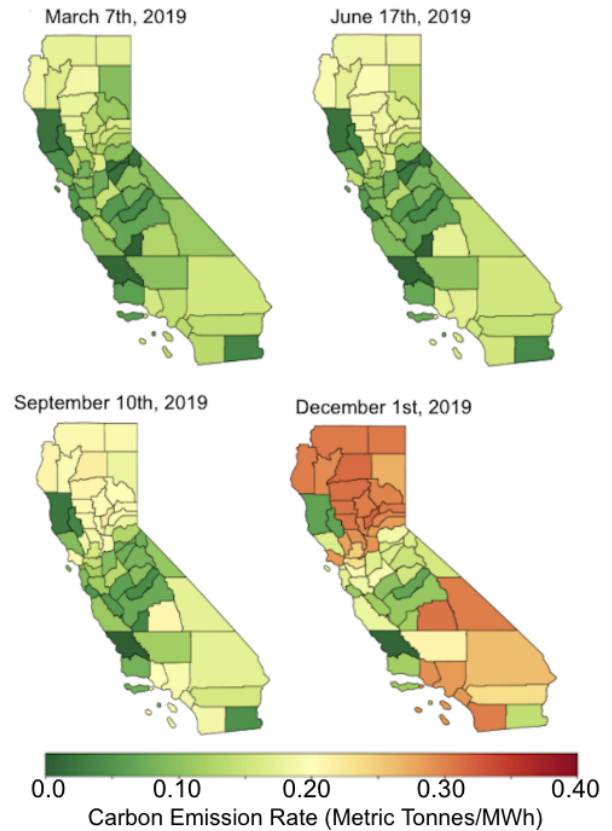 March 7th, 2019
June 17th, 2019
September 10th, 2019
December 1st, 2019
0.0 0.10 0.20 0.30 0.40
Carbon Emission Rate (Metric Tonnes/MWh)